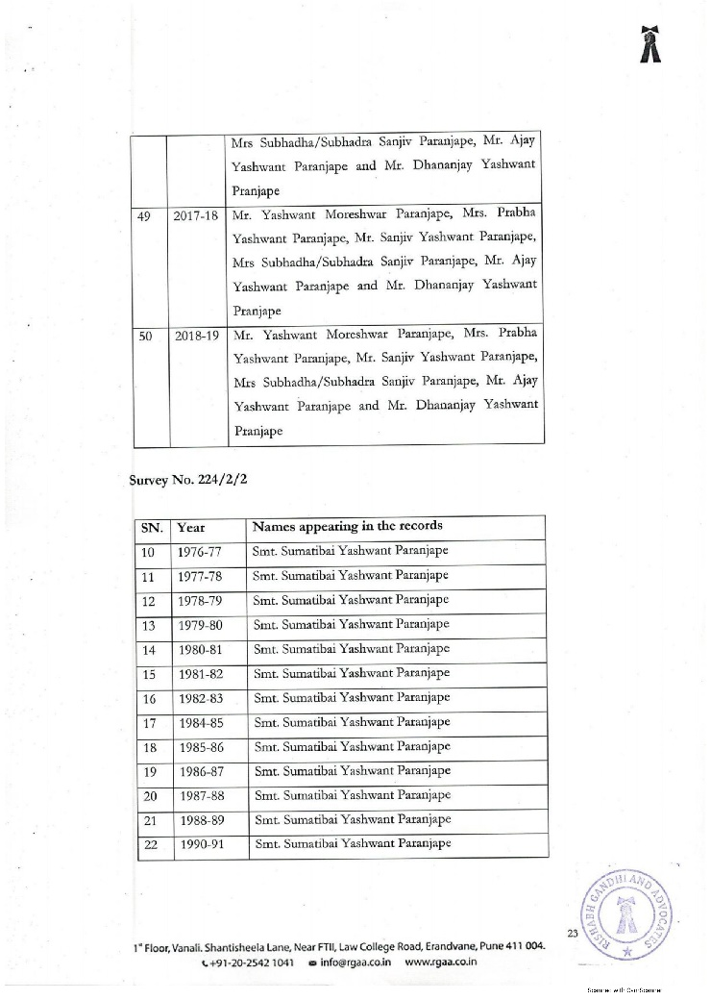 Mrs Subhadha/Subhadra Sanjiv Paranjape, Mr. Ajay
Yashwant Paranjape and Mr. Dhananjay Yashwant
Pranjape
49 2017-18 Mr. Yashwant Moreshwar Paranjape, Mrs. Prabha
Yashwant Paranjape, Mr. Sanjiv Yashwant Paranjape,
Mrs Subhadha/Subhadra Sanjiv Paranjape, Mr. Ajay
Yashwant Paranjape and Mr. Dhananjay Yashwant
Pranjape
50 2018-19 Mr. Yashwant Moreshwar Paranjape, Mrs. Prabha
Yashwant Paranjape, Mr. Sanjiv Yashwant Paranjape,
Mrs Subhadha/Subhadra Sanjiv Paranjape, Mr. Ajay
Yashwant Paranjape and Mr. Dhananjay Yashwant
Pranjape
Survey No. 224/2/2
SN. Year Names appearing in the records
10 1976-77 Smt. Sumatibai Yashwant Paranjape
11 1977-78 Smt. Sumatibai Yashwant Paranjape
12 1978-79 Smt. Sumatibai Yashwant Paranjape
13 1979-80 Smt. Sumatibai Yashwant Paranjape
14 1980-81 Smt. Sumatibai Yashwant Paranjape
15 1981-82 Smt. Sumatibai Yashwant Paranjape
16 1982-83 Smt. Sumatibai Yashwant Paranjape
17 1984-85 Smt. Sumatibai Yashwant Paranjape
18 1985-86 Smt. Sumatibai Yashwant Paranjape
19 1986-87 Smt. Sumatibai Yashwant Paranjape
20 1987-88 Smt. Sumatibai Yashwant Paranjape
21 1988-89 Smt. Sumatibai Yashwant Paranjape
22 1990-91 Smt. Sumatibai Yashwant Paranjape
RISHABH GANDHI AND ADVOCATES
23
1st Floor, Vanali. Shantisheela Lane, Near FTII, Law College Road, Erandvane, Pune 411 004.
+91-20-2542 1041 info@rgaa.co.in www.rgaa.co.in
Scanned with CamScanner